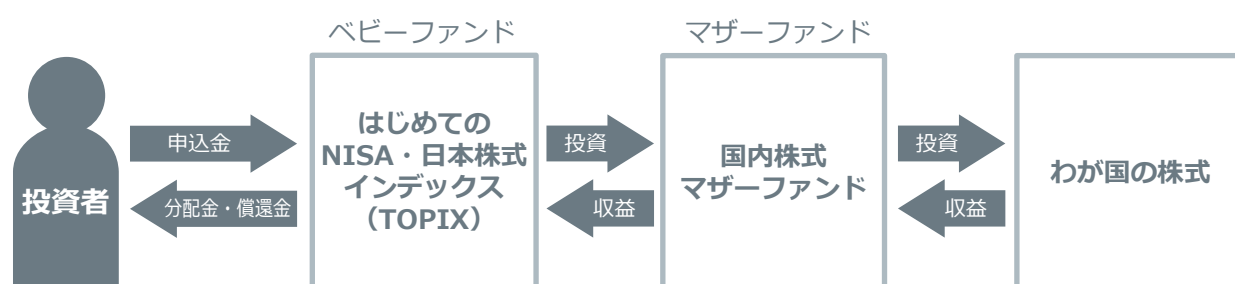 ベビーファンド
マザーファンド
投資者
申込金
分配金・償還金
はじめての
NISA・日本株式
インデックス
（TOPIX）
投資
収益
国内株式
マザーファンド
投資
収益
わが国の株式